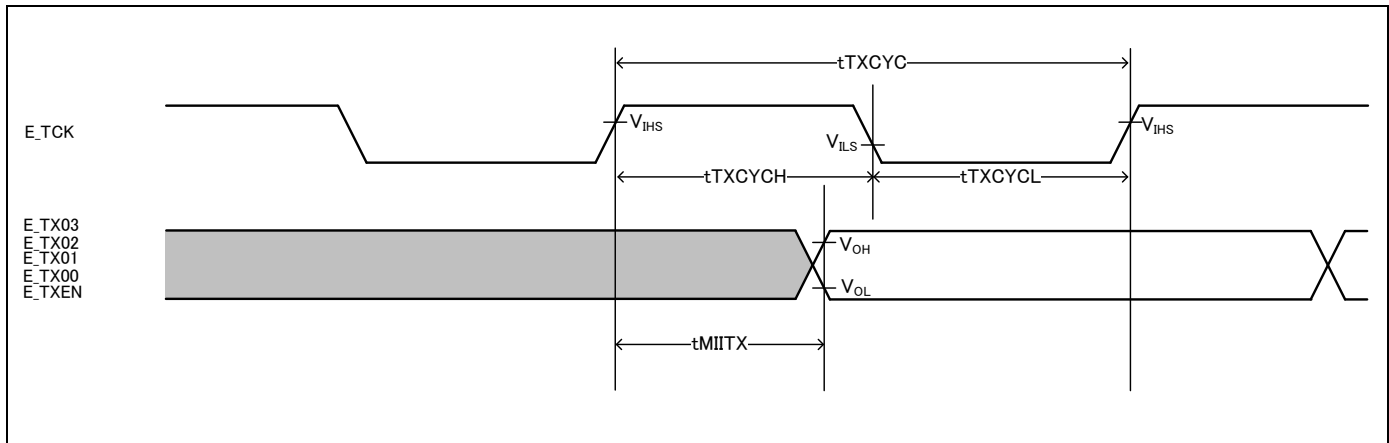 tTXCYC
E_TCK
VIHS
VILS
VIHS
tTXCYCH
tTXCYCL
E_TX03
E_TX02
E_TX01
E_TX00
E_TXEN
VOH
VOL
tMIITX